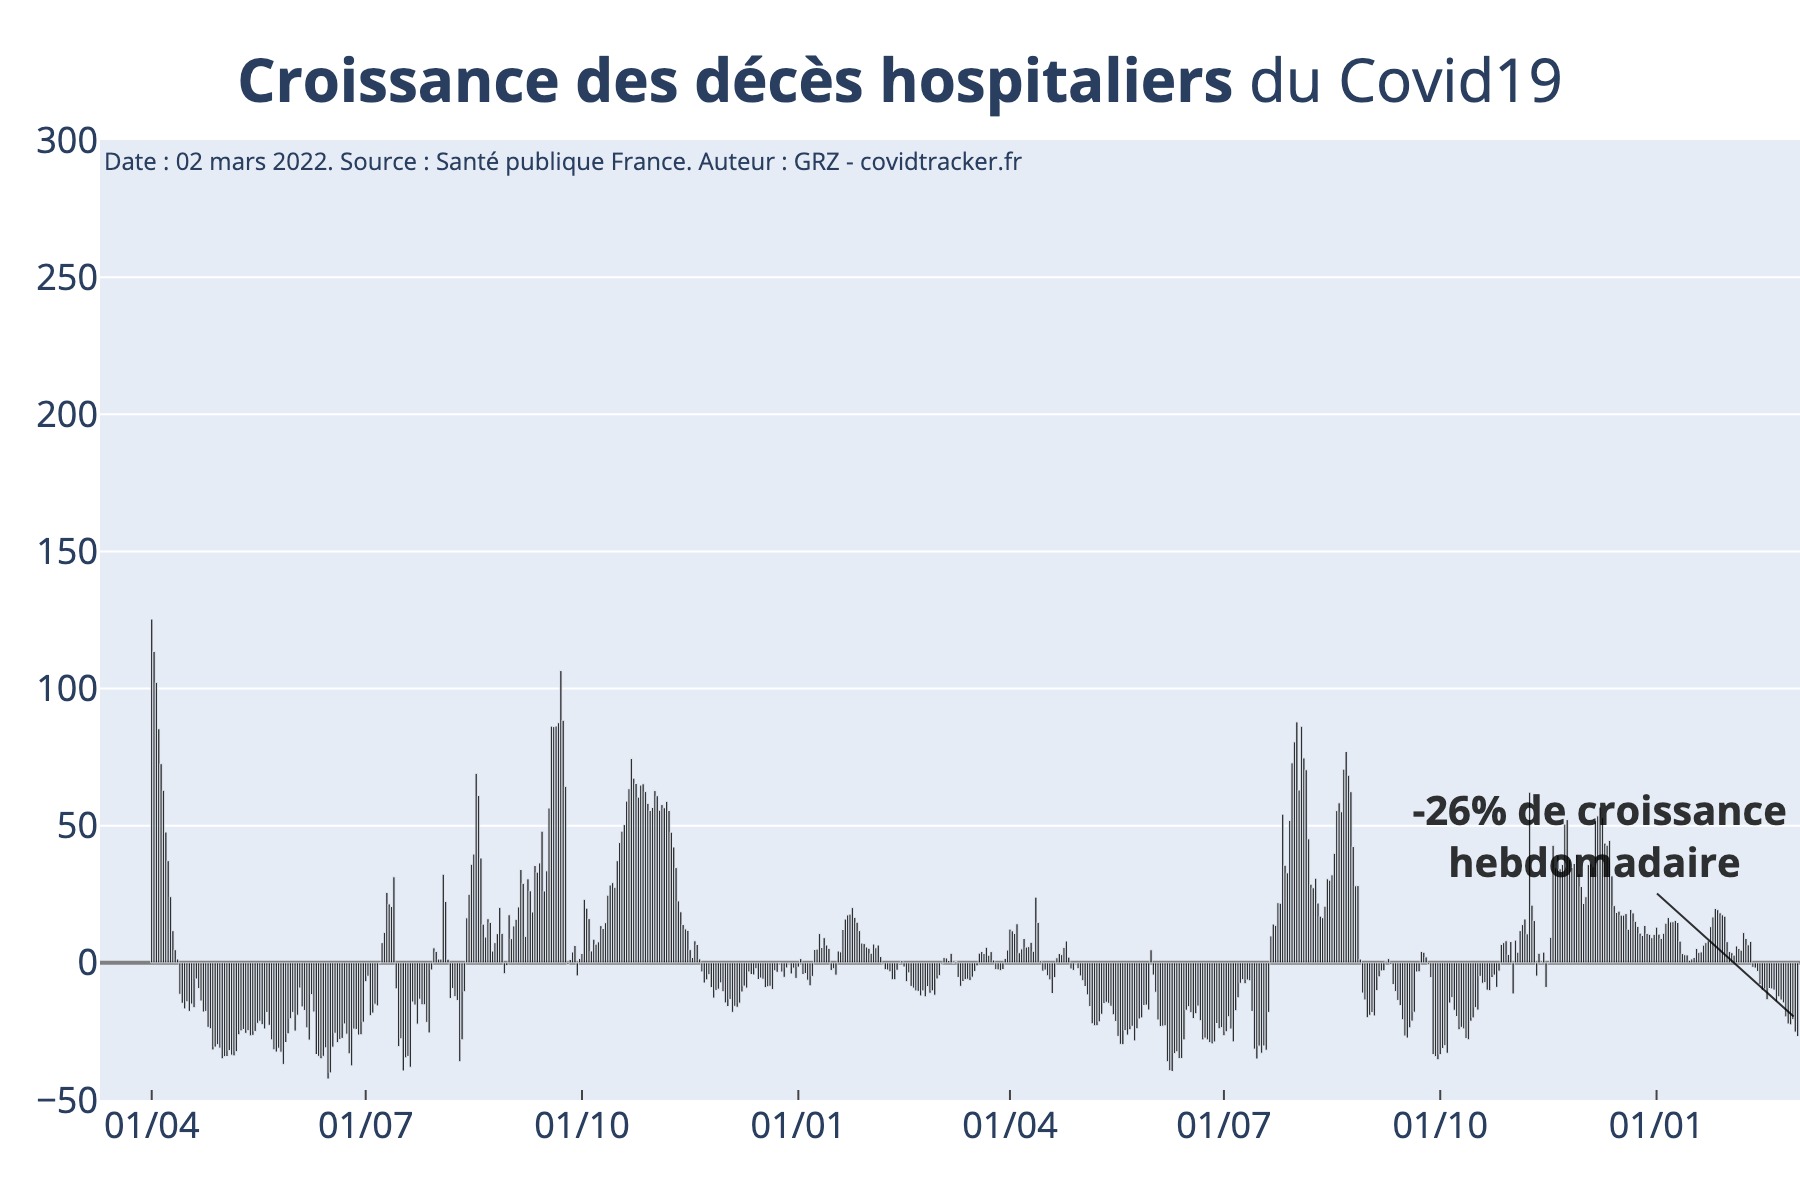 Croissance des décès hospitaliers du Covid19
300
Date : 02 mars 2022. Source : Santé publique France. Auteur : GRZ - covidtracker.fr
250
200
150
100
50
-26% de croissance
hebdomadaire
0
−50
01/04 01/07 01/10 01/01 01/04 01/07 01/10 01/01